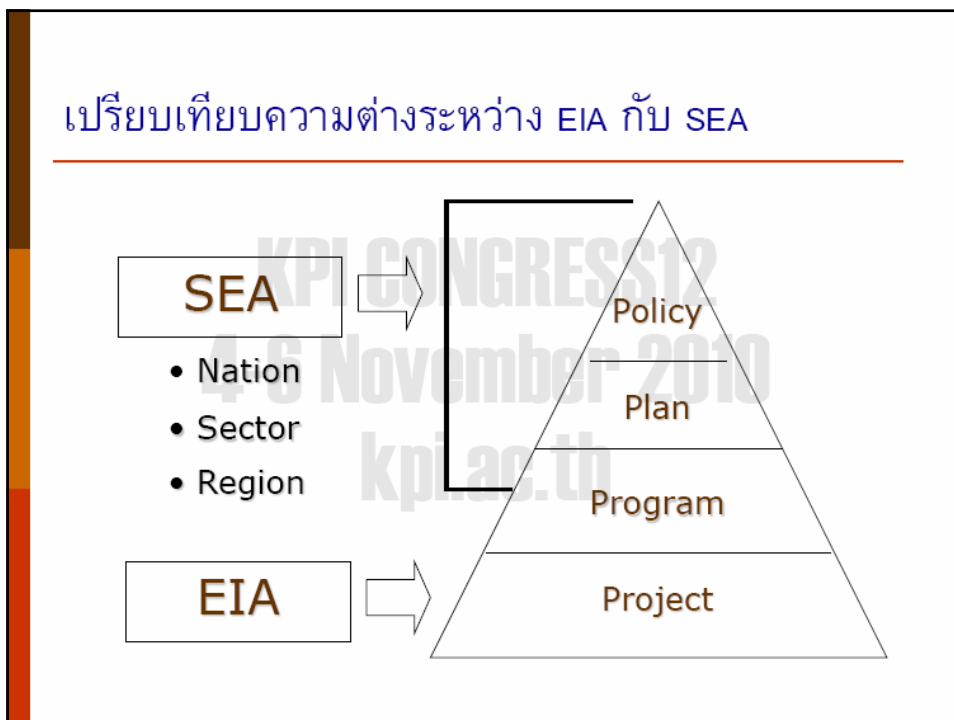 เปรียบเทียบความต่างระหว่าง EIA กับ SEA
KPI CONGRESS12
4-6 November 2010
kpi.ac.th
SEA
• Nation
• Sector
• Region
EIA
Policy
Plan
Program
Project